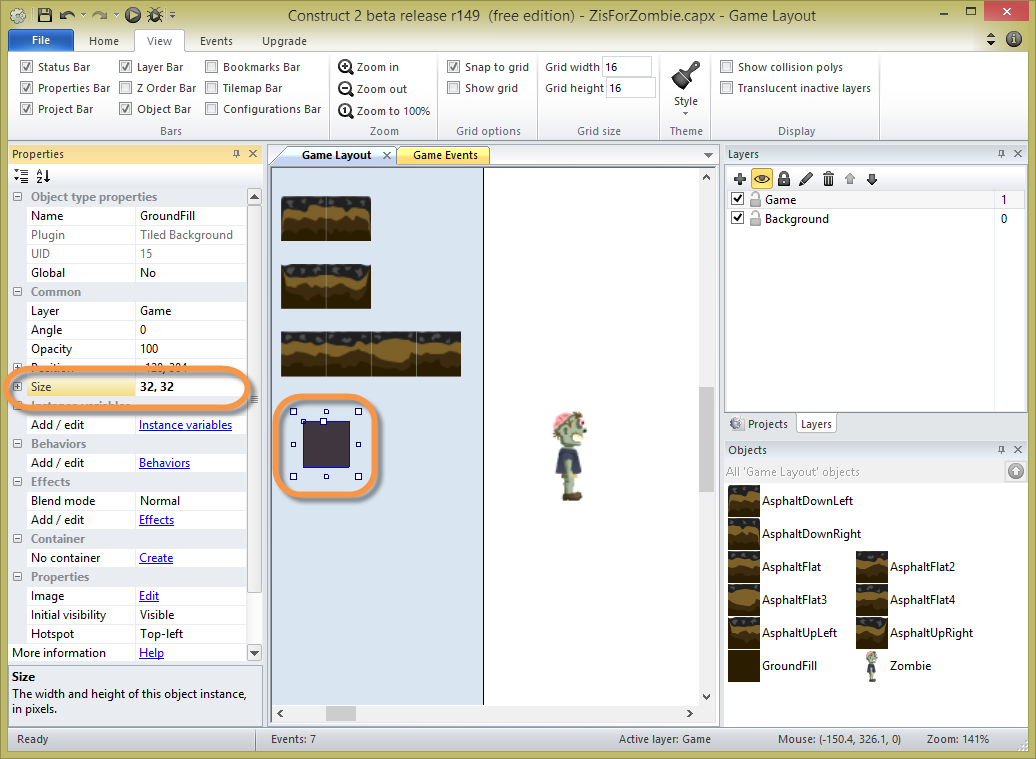 Construct 2 beta release r149 (free edition) - ZisForZombie.capx - Game Layout
File Home View Events Upgrade
Status Bar Layer Bar Bookmarks Bar Zoom in Snap to grid Grid width 16 Show collision polys
Properties Bar Z Order Bar Tilemap Bar Zoom out Show grid Grid height 16 Style Translucent inactive layers
Project Bar Object Bar Configurations Bar Zoom to 100%
Bars Zoom Grid options Grid size Theme Display
Properties
Object type properties
Name GroundFill
Plugin Tiled Background
UID 15
Global No
Common
Layer Game
Angle 0
Opacity 100
Size 32, 32
Instance variables
Add / edit Instance variables
Behaviors
Add / edit Behaviors
Effects
Blend mode Normal
Add / edit Effects
Container
No container Create
Properties
Image Edit
Initial visibility Visible
Hotspot Top-left
More information Help
Size
The width and height of this object instance,
in pixels.
Game Layout Game Events
Layers
Game 1
Background 0
Projects Layers
Objects
All 'Game Layout' objects
AsphaltDownLeft
AsphaltDownRight
AsphaltFlat AsphaltFlat2
AsphaltFlat3 AsphaltFlat4
AsphaltUpLeft AsphaltUpRight
GroundFill Zombie
Ready Events: 7 Active layer: Game Mouse: (-150.4, 326.1, 0) Zoom: 141%